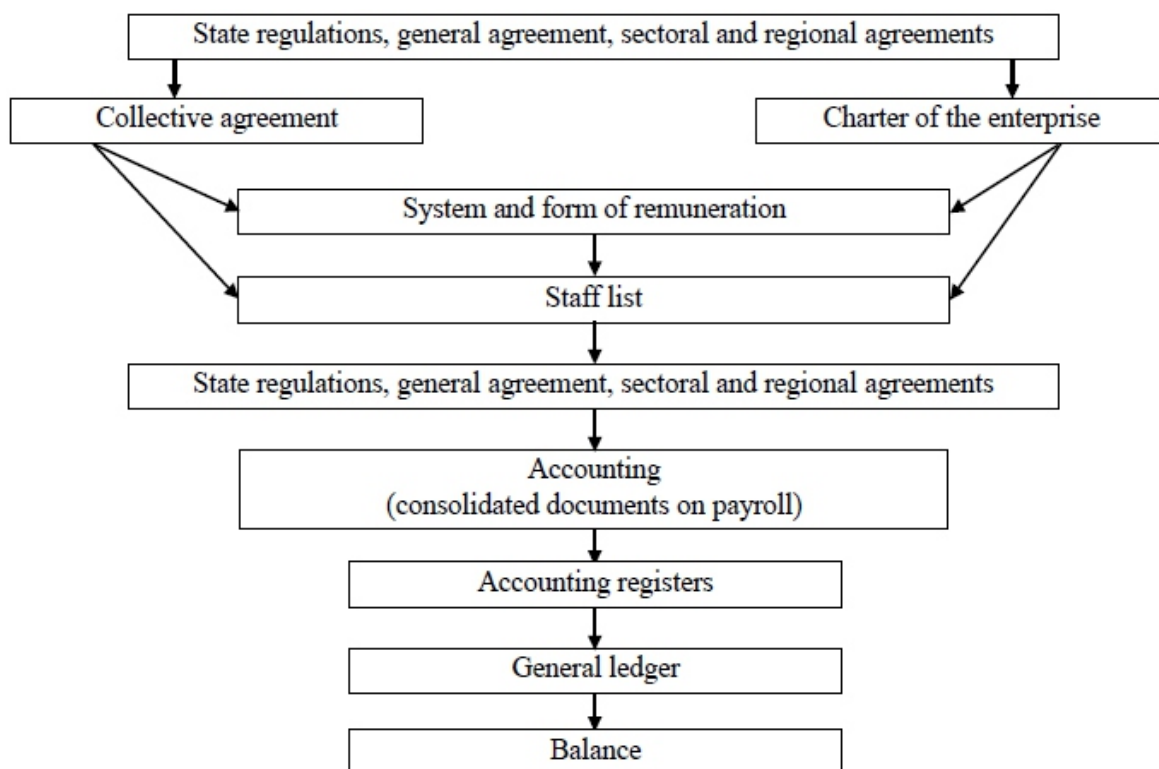 State regulations, general agreement, sectoral and regional agreements
Collective agreement
Charter of the enterprise
System and form of remuneration
Staff list
State regulations, general agreement, sectoral and regional agreements
Accounting
(consolidated documents on payroll)
Accounting registers
General ledger
Balance